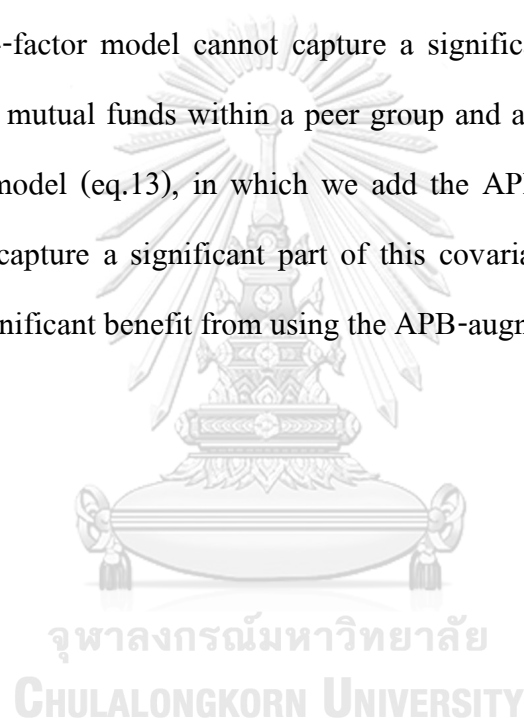 -factor model cannot capture a signific
mutual funds within a peer group and a
model (eq.13), in which we add the AP
capture a significant part of this covaria
nificant benefit from using the APB-augn
จุฬาลงกรณ์มหาวิทยาลัย
CHULALONGKORN UNIVERSITY